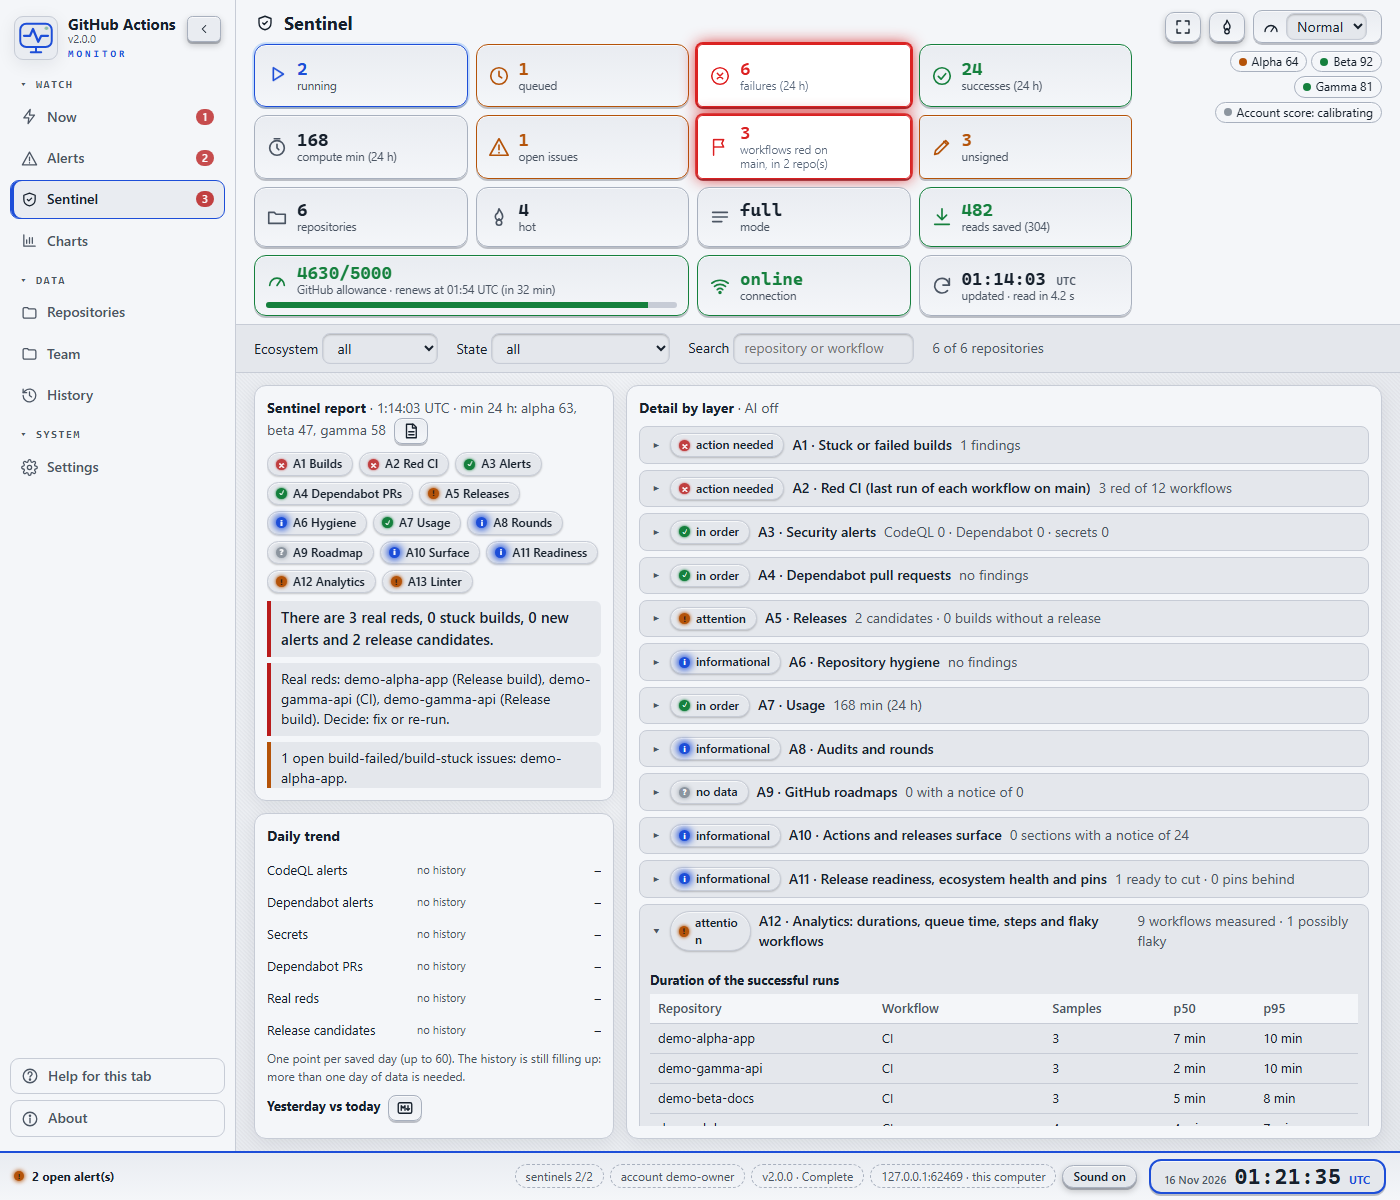 GitHub Actions
v2.0.0
MONITOR
WATCH
Now 1
Alerts 2
Sentinel 3
Charts
DATA
Repositories
Team
History
SYSTEM
Settings
Help for this tab
About
Sentinel
Normal
Alpha 64
Beta 92
Gamma 81
Account score: calibrating
2
running
1
queued
6
failures (24 h)
24
successes (24 h)
168
compute min (24 h)
1
open issues
3
workflows red on
main, in 2 repo(s)
3
unsigned
6
repositories
4
hot
full
mode
482
reads saved (304)
4630/5000
GitHub allowance · renews at 01:54 UTC (in 32 min)
online
connection
01:14:03 UTC
updated · read in 4.2 s
Ecosystem all State all Search repository or workflow 6 of 6 repositories
Sentinel report · 1:14:03 UTC · min 24 h: alpha 63,
beta 47, gamma 58
A1 Builds A2 Red CI A3 Alerts
A4 Dependabot PRs A5 Releases
A6 Hygiene A7 Usage A8 Rounds
A9 Roadmap A10 Surface A11 Readiness
A12 Analytics A13 Linter
There are 3 real reds, 0 stuck builds, 0 new
alerts and 2 release candidates.
Real reds: demo-alpha-app (Release build), demo-
gamma-api (CI), demo-gamma-api (Release
build). Decide: fix or re-run.
1 open build-failed/build-stuck issues: demo-
alpha-app.
Daily trend
CodeQL alerts no history –
Dependabot alerts no history –
Secrets no history –
Dependabot PRs no history –
Real reds no history –
Release candidates no history –
One point per saved day (up to 60). The history is still filling up:
more than one day of data is needed.
Yesterday vs today
Detail by layer · AI off
action needed A1 · Stuck or failed builds 1 findings
action needed A2 · Red CI (last run of each workflow on main) 3 red of 12 workflows
in order A3 · Security alerts CodeQL 0 · Dependabot 0 · secrets 0
in order A4 · Dependabot pull requests no findings
attention A5 · Releases 2 candidates · 0 builds without a release
informational A6 · Repository hygiene no findings
in order A7 · Usage 168 min (24 h)
informational A8 · Audits and rounds
no data A9 · GitHub roadmaps 0 with a notice of 0
informational A10 · Actions and releases surface 0 sections with a notice of 24
informational A11 · Release readiness, ecosystem health and pins 1 ready to cut · 0 pins behind
attentio
n
A12 · Analytics: durations, queue time, steps and flaky
workflows
9 workflows measured · 1 possibly
flaky
Duration of the successful runs
Repository Workflow Samples p50 p95
demo-alpha-app CI 3 7 min 10 min
demo-gamma-api CI 3 2 min 10 min
demo-beta-docs CI 3 5 min 8 min
2 open alert(s)
sentinels 2/2
account demo-owner
v2.0.0 · Complete
127.0.0.1:62469 · this computer
Sound on
16 Nov 2026 01:21:35 UTC